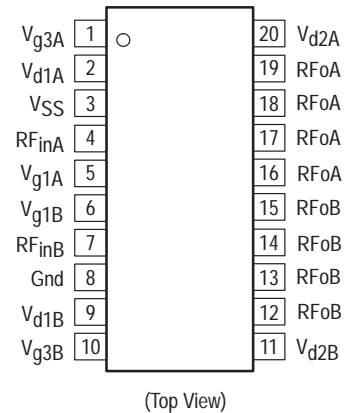 Vg3A 1 20 Vd2A
Vd1A 2 19 RFoA
VSS 3 18 RFoA
RFinA 4 17 RFoA
Vg1A 5 16 RFoA
Vg1B 6 15 RFoB
RFinB 7 14 RFoB
Gnd 8 13 RFoB
Vd1B 9 12 RFoB
Vg3B 10 11 Vd2B
(Top View)